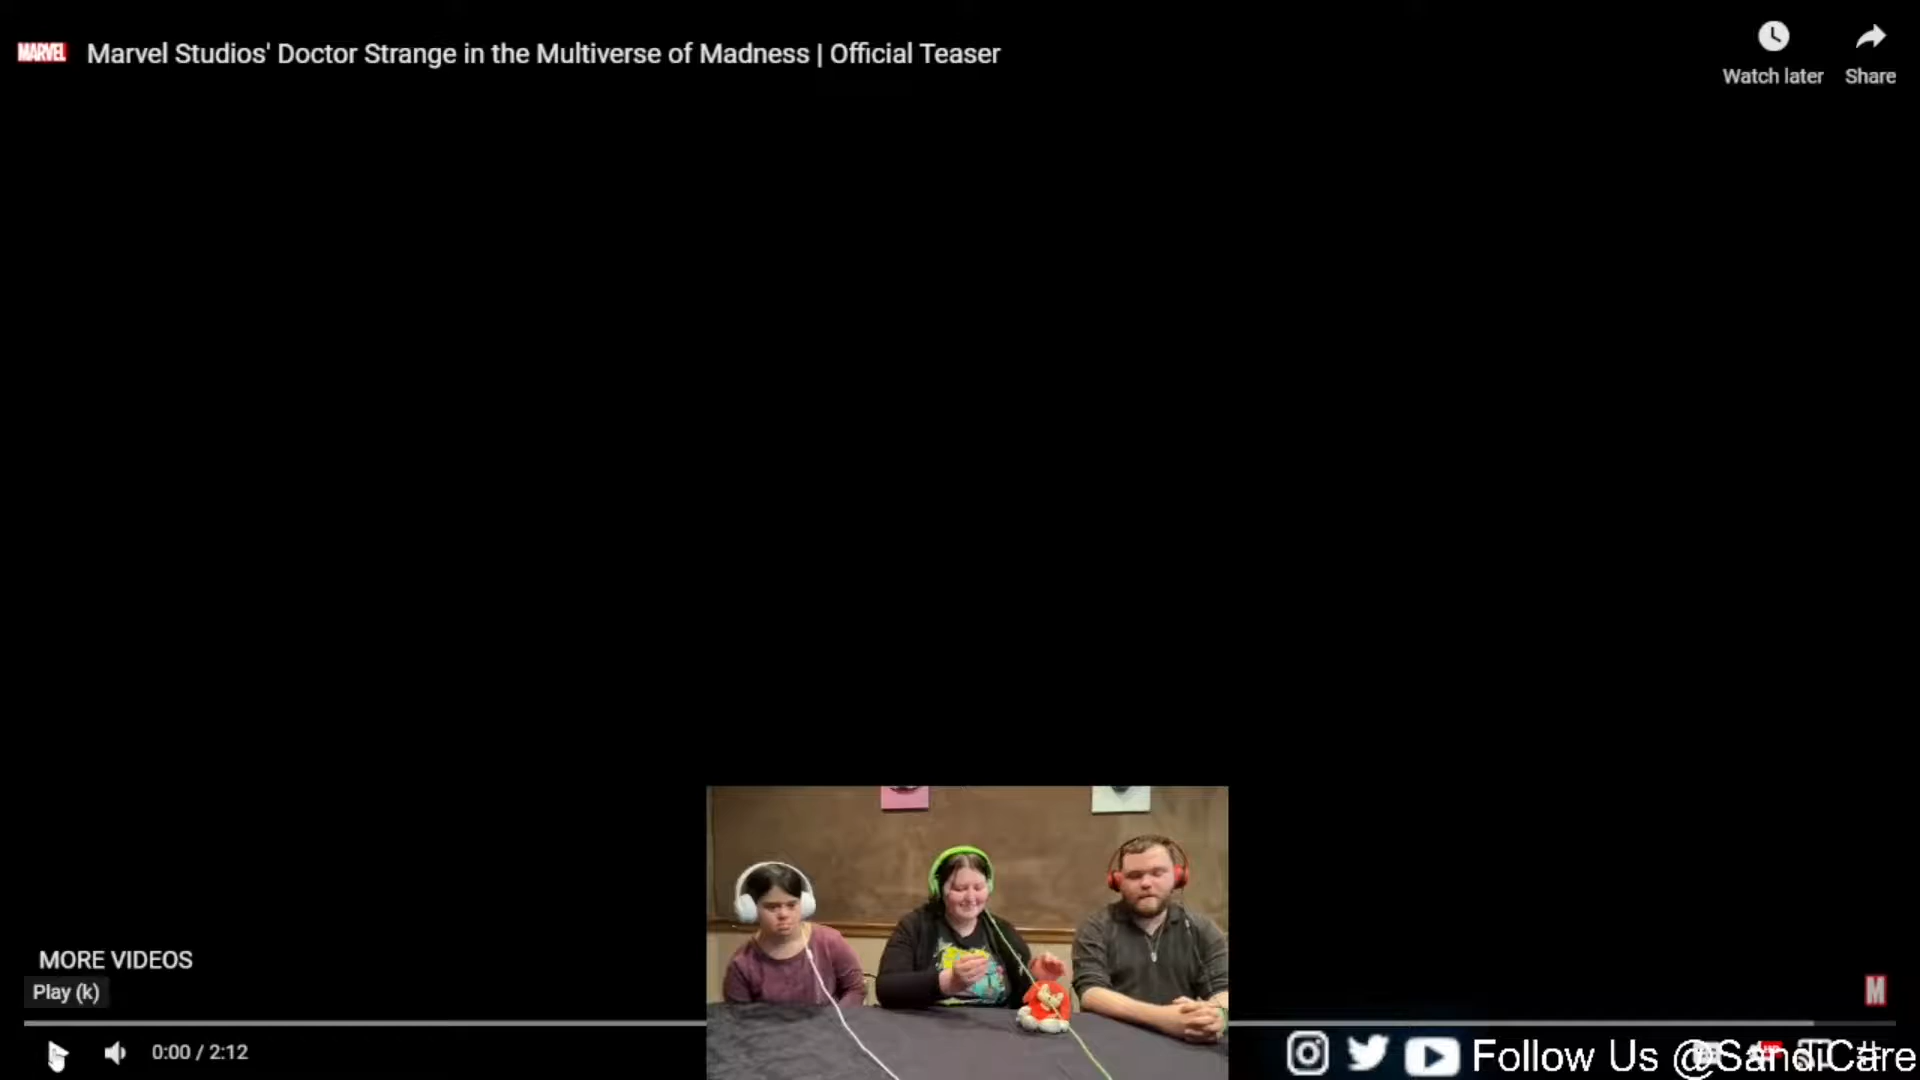 MARVEL
Marvel Studios' Doctor Strange in the Multiverse of Madness | Official Teaser
Watch later
Share
MORE VIDEOS
Play (k)
M
0:00 / 2:12
Follow Us @SandiCare